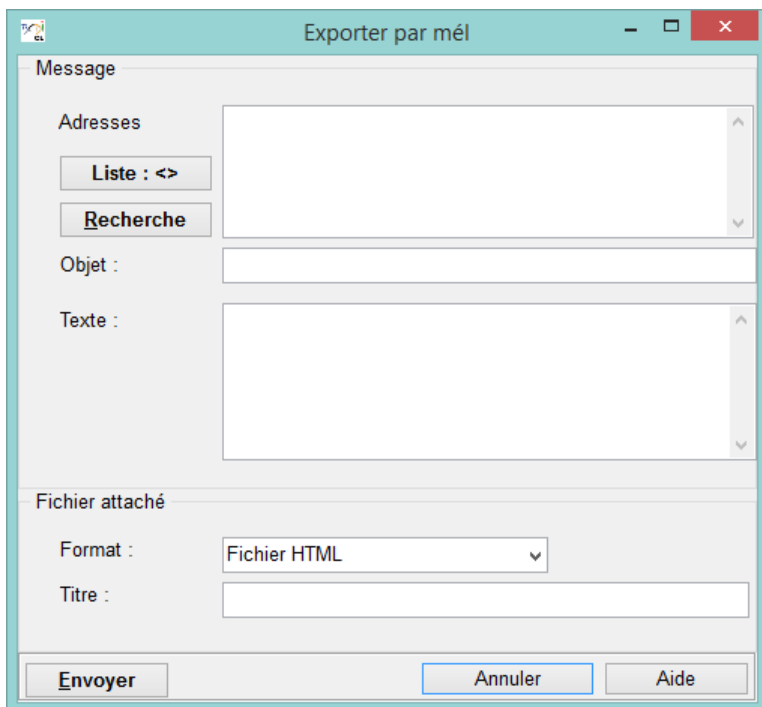 Exporter par mél
Message
Adresses
Liste : <>
Recherche
Objet :
Texte :
Fichier attaché
Format :
Fichier HTML
Titre :
Envoyer
Annuler
Aide